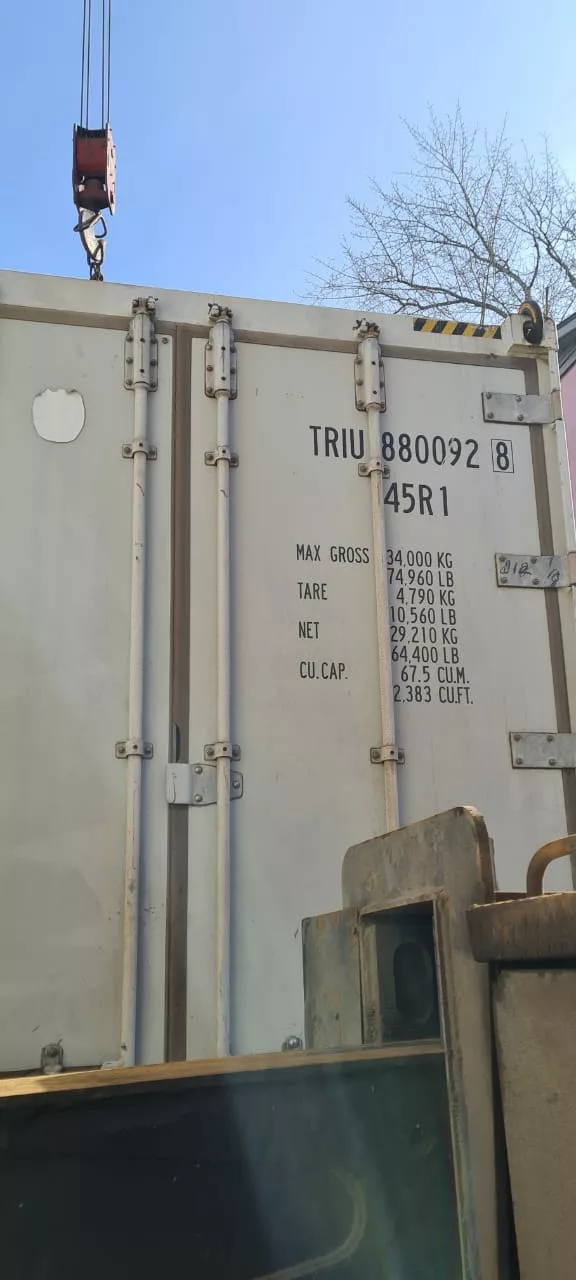 TRIU 880092 8
45R1
MAX GROSS 34,000 KG
74,960 LB
TARE 4,790 KG
10,560 LB
NET 29,210 KG
64,400 LB
CU.CAP. 67.5 CU.M.
2,383 CU.FT.